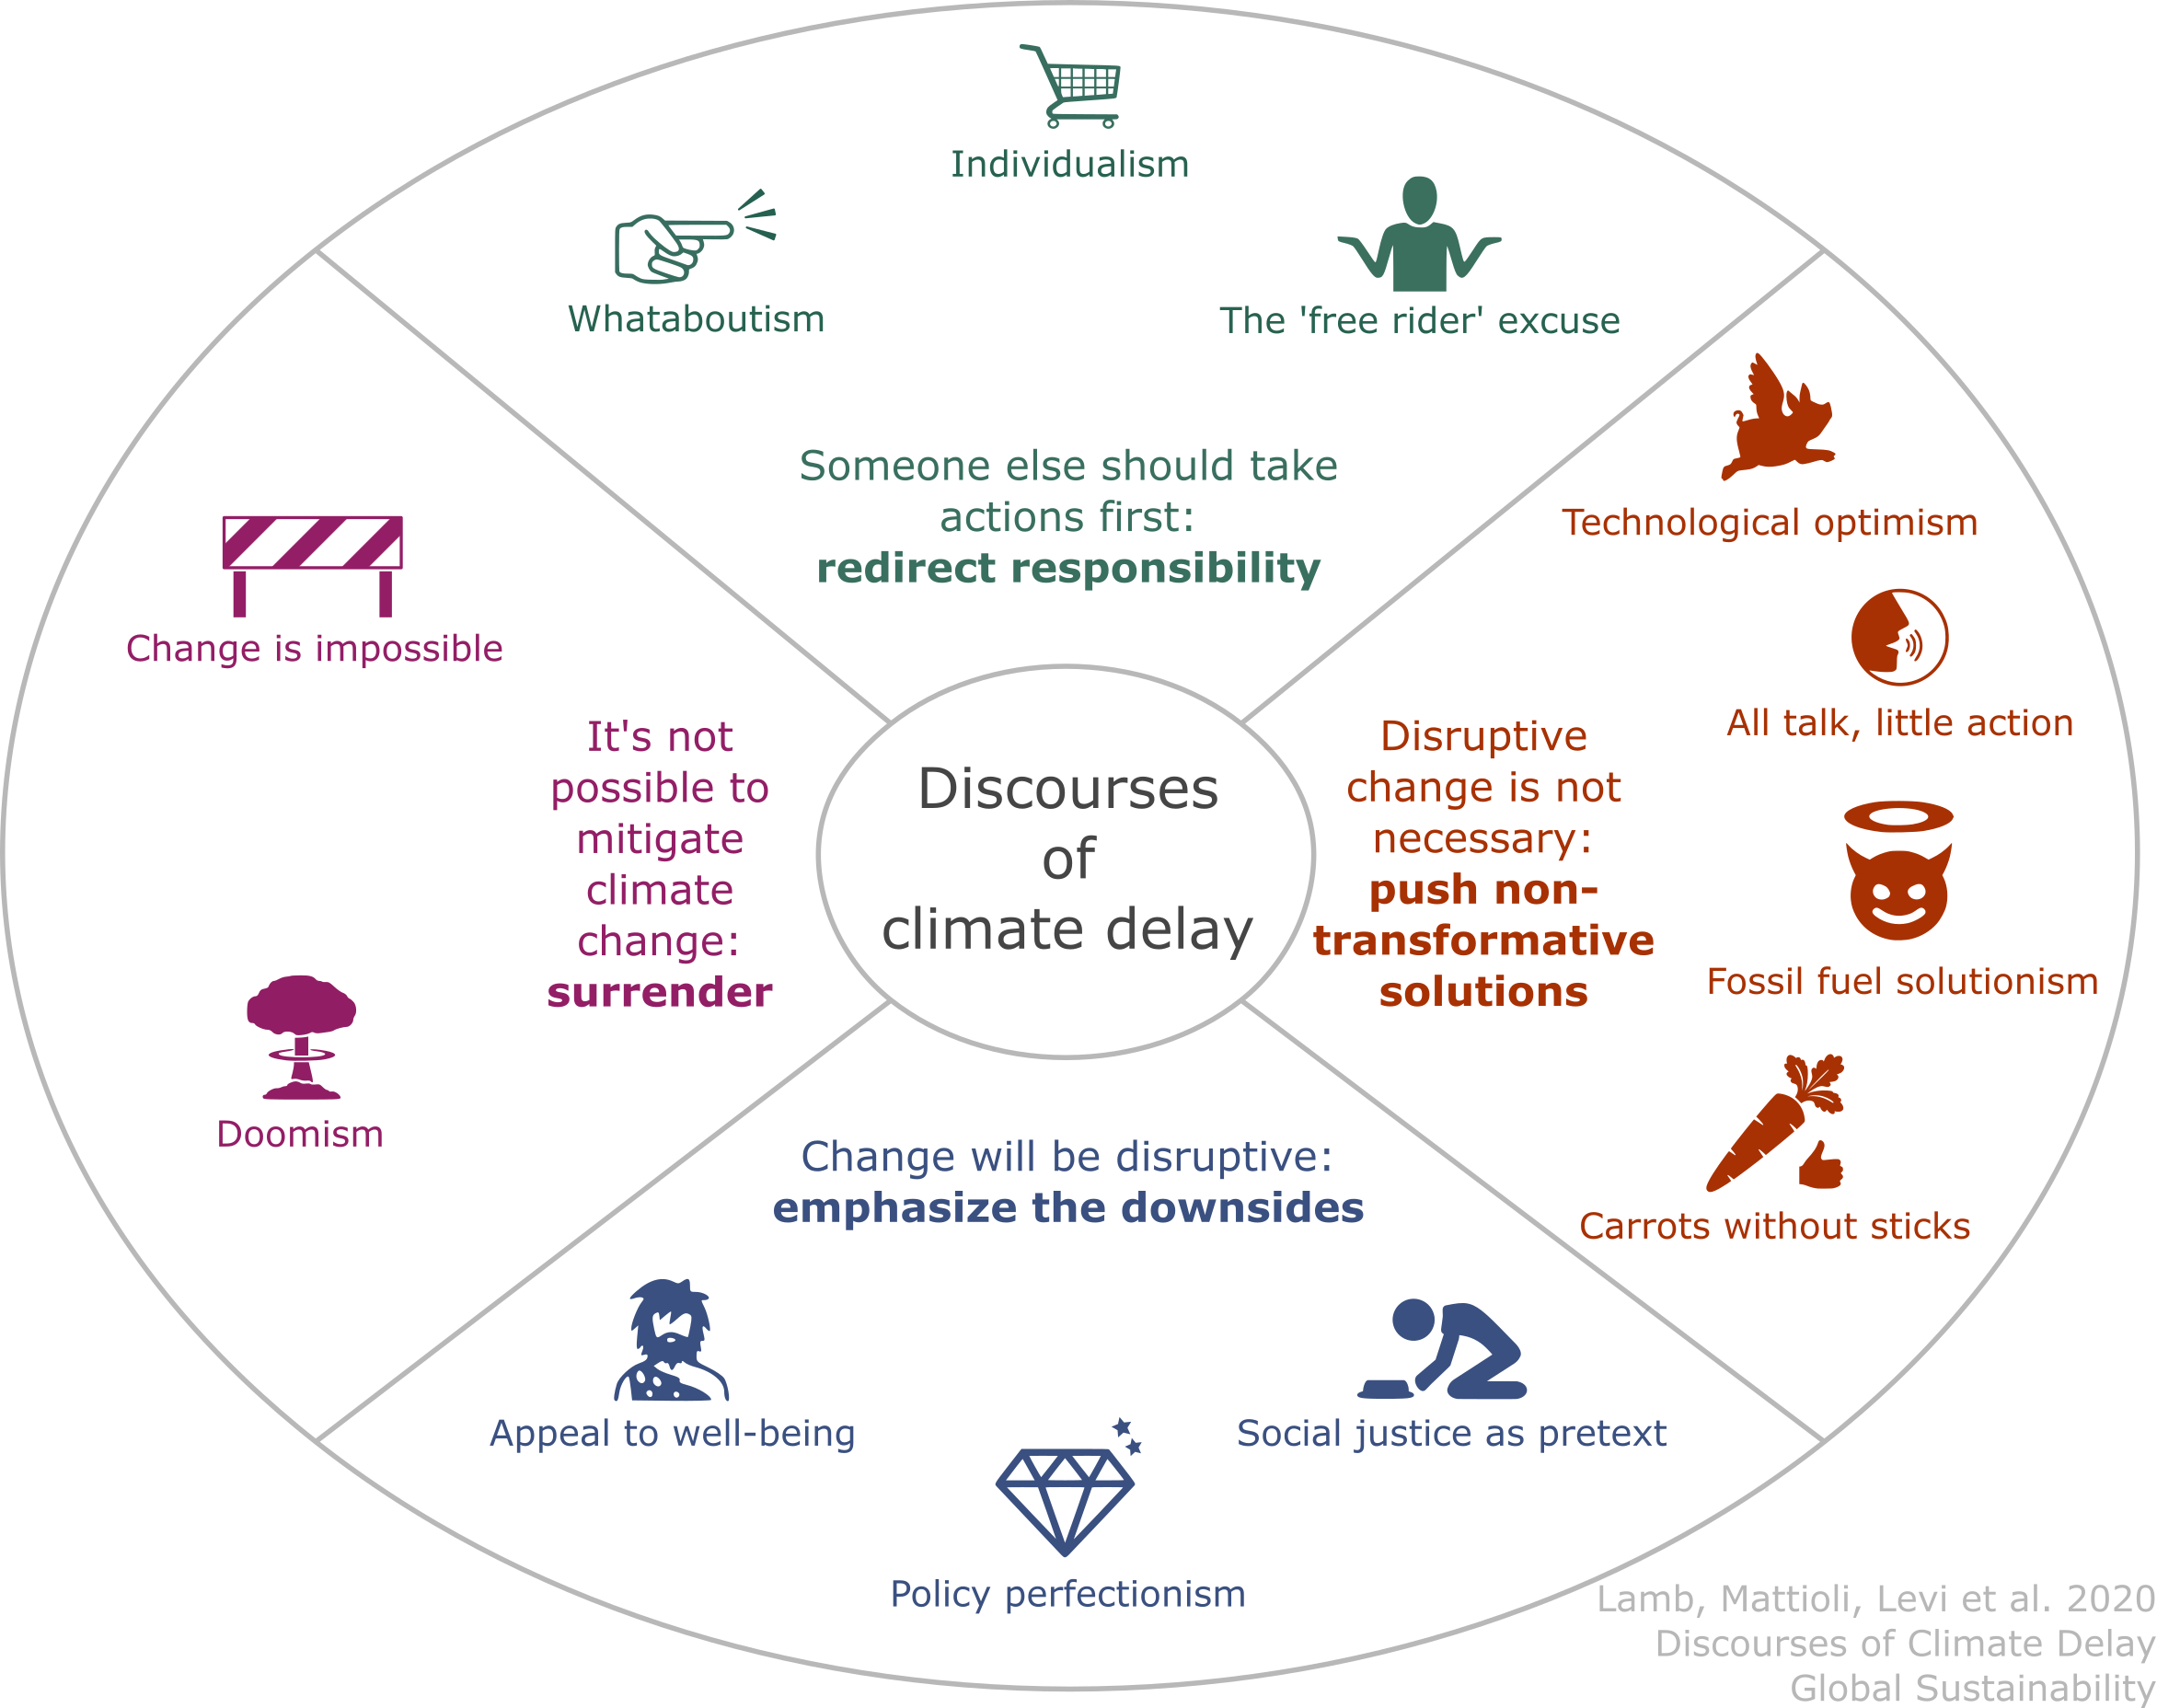 Individualism
Whataboutism
The 'free rider' excuse
Someone else should take
actions first:
redirect responsibility
Technological optimism
All talk, little action
Fossil fuel solutionism
Carrots without sticks
Disruptive
change is not
necessary:
push non-
transformative
solutions
Change is impossible
Doomism
It's not
possible to
mitigate
climate
change:
surrender
Discourses
of
climate delay
Change will be disruptive:
emphasize the downsides
Appeal to well-being
Social justice as pretext
Policy perfectionism
Lamb, Mattioli, Levi et al. 2020
Discourses of Climate Delay
Global Sustainability